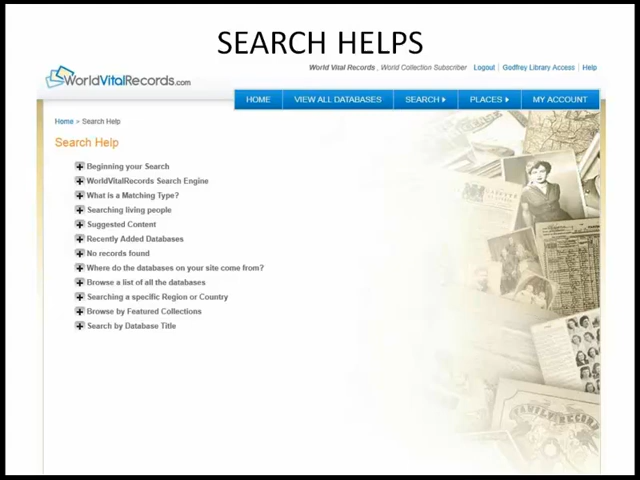 SEARCH HELPS
WorldVitalRecords.com
World Vital Records , World Collection Subscriber Logout Godfrey Library Access Help
HOME VIEW ALL DATABASES SEARCH PLACES MY ACCOUNT
Home > Search Help
Search Help
Beginning your Search
WorldVitalRecords Search Engine
What is a Matching Type?
Searching living people
Suggested Content
Recently Added Databases
No records found
Where do the databases on your site come from?
Browse a list of all the databases
Searching a specific Region or Country
Browse by Featured Collections
Search by Database Title
FAMILY RECORD